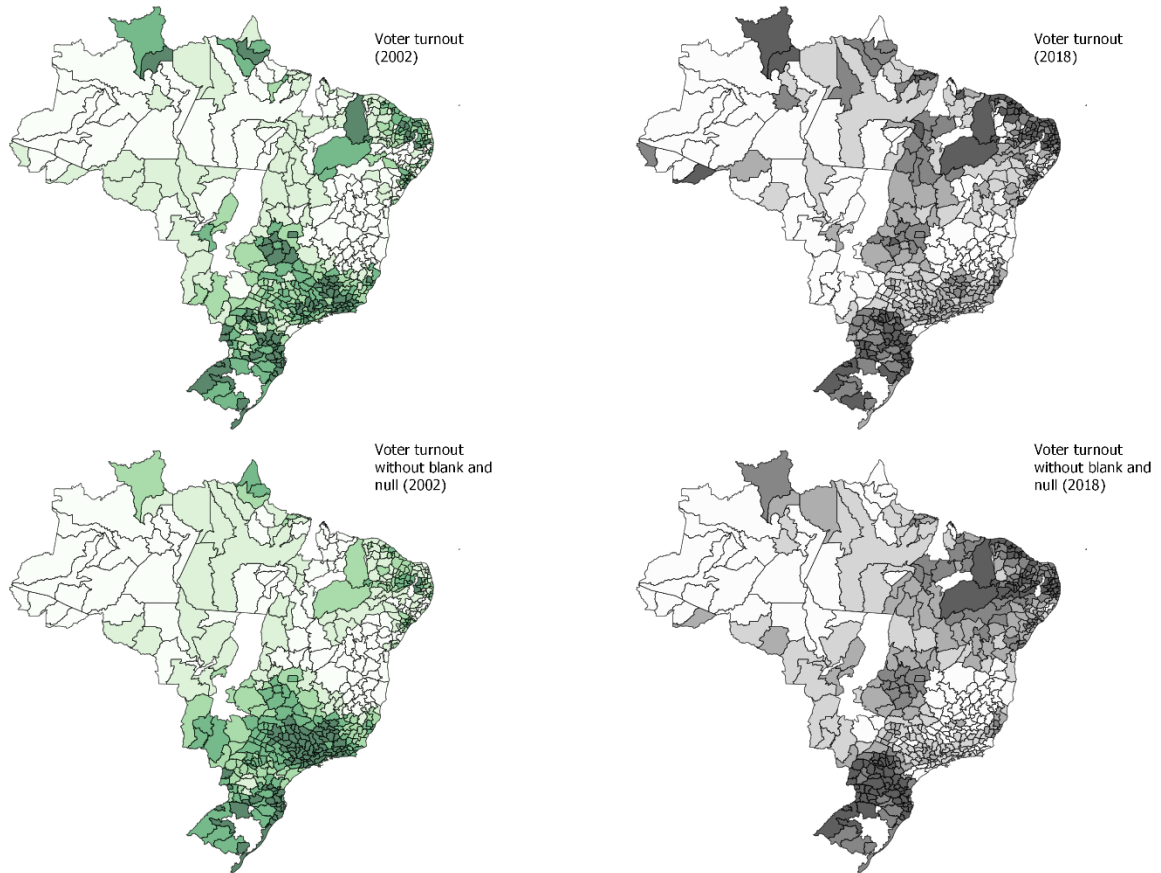 Voter turnout
(2002)
Voter turnout
(2018)
Voter turnout
without blank and
null (2002)
Voter turnout
without blank and
null (2018)